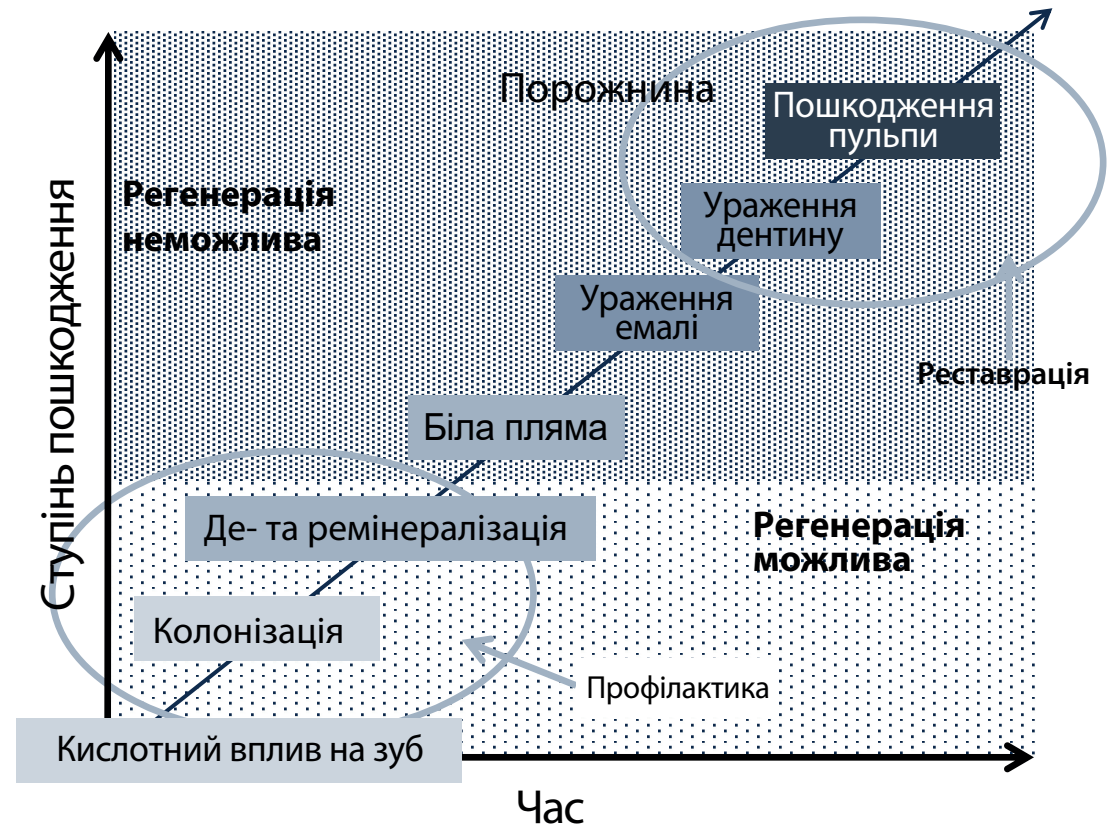 Порожнина
Пошкодження
пульпи
Регенерація
неможлива
Ураження
дентину
Ураження
емалі
Реставрація
Біла пляма
Ступінь пошкодження
Де- та ремінералізація
Регенерація
можлива
Колонізація
Профілактика
Кислотний вплив на зуб
Час